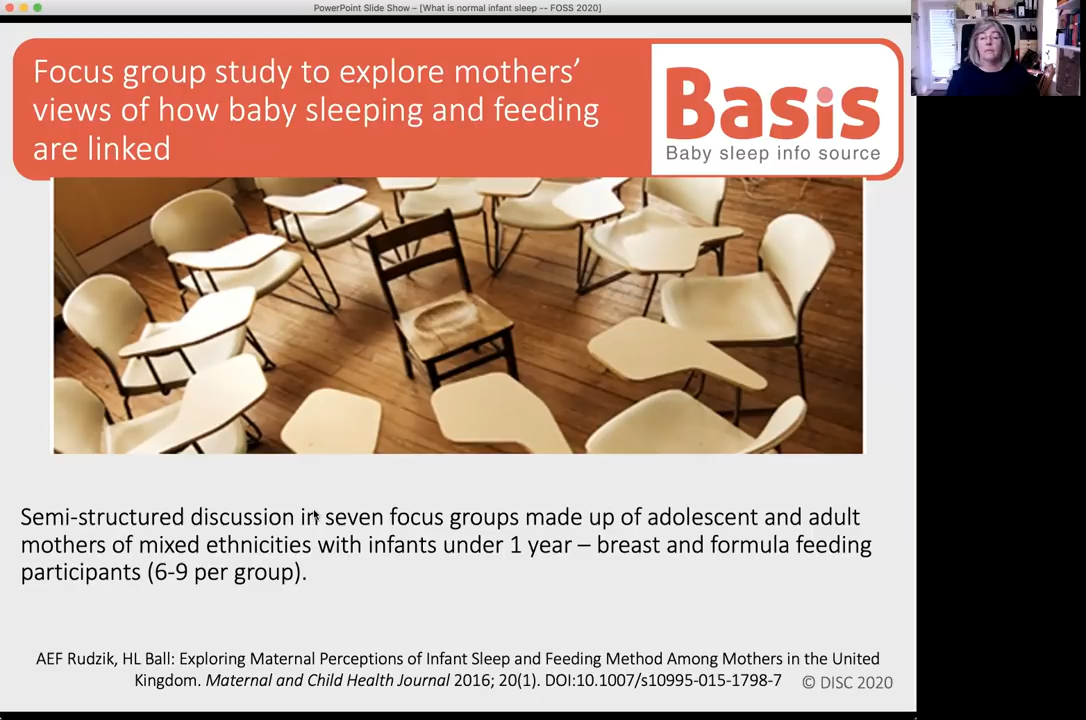 PowerPoint Slide Show – [What is normal infant sleep -- FOSS 2020]
Focus group study to explore mothers’
views of how baby sleeping and feeding
are linked
Basis
Baby sleep info source
Semi-structured discussion in seven focus groups made up of adolescent and adult
mothers of mixed ethnicities with infants under 1 year – breast and formula feeding
participants (6-9 per group).
AEF Rudzik, HL Ball: Exploring Maternal Perceptions of Infant Sleep and Feeding Method Among Mothers in the United
Kingdom. Maternal and Child Health Journal 2016; 20(1). DOI:10.1007/s10995-015-1798-7
© DISC 2020